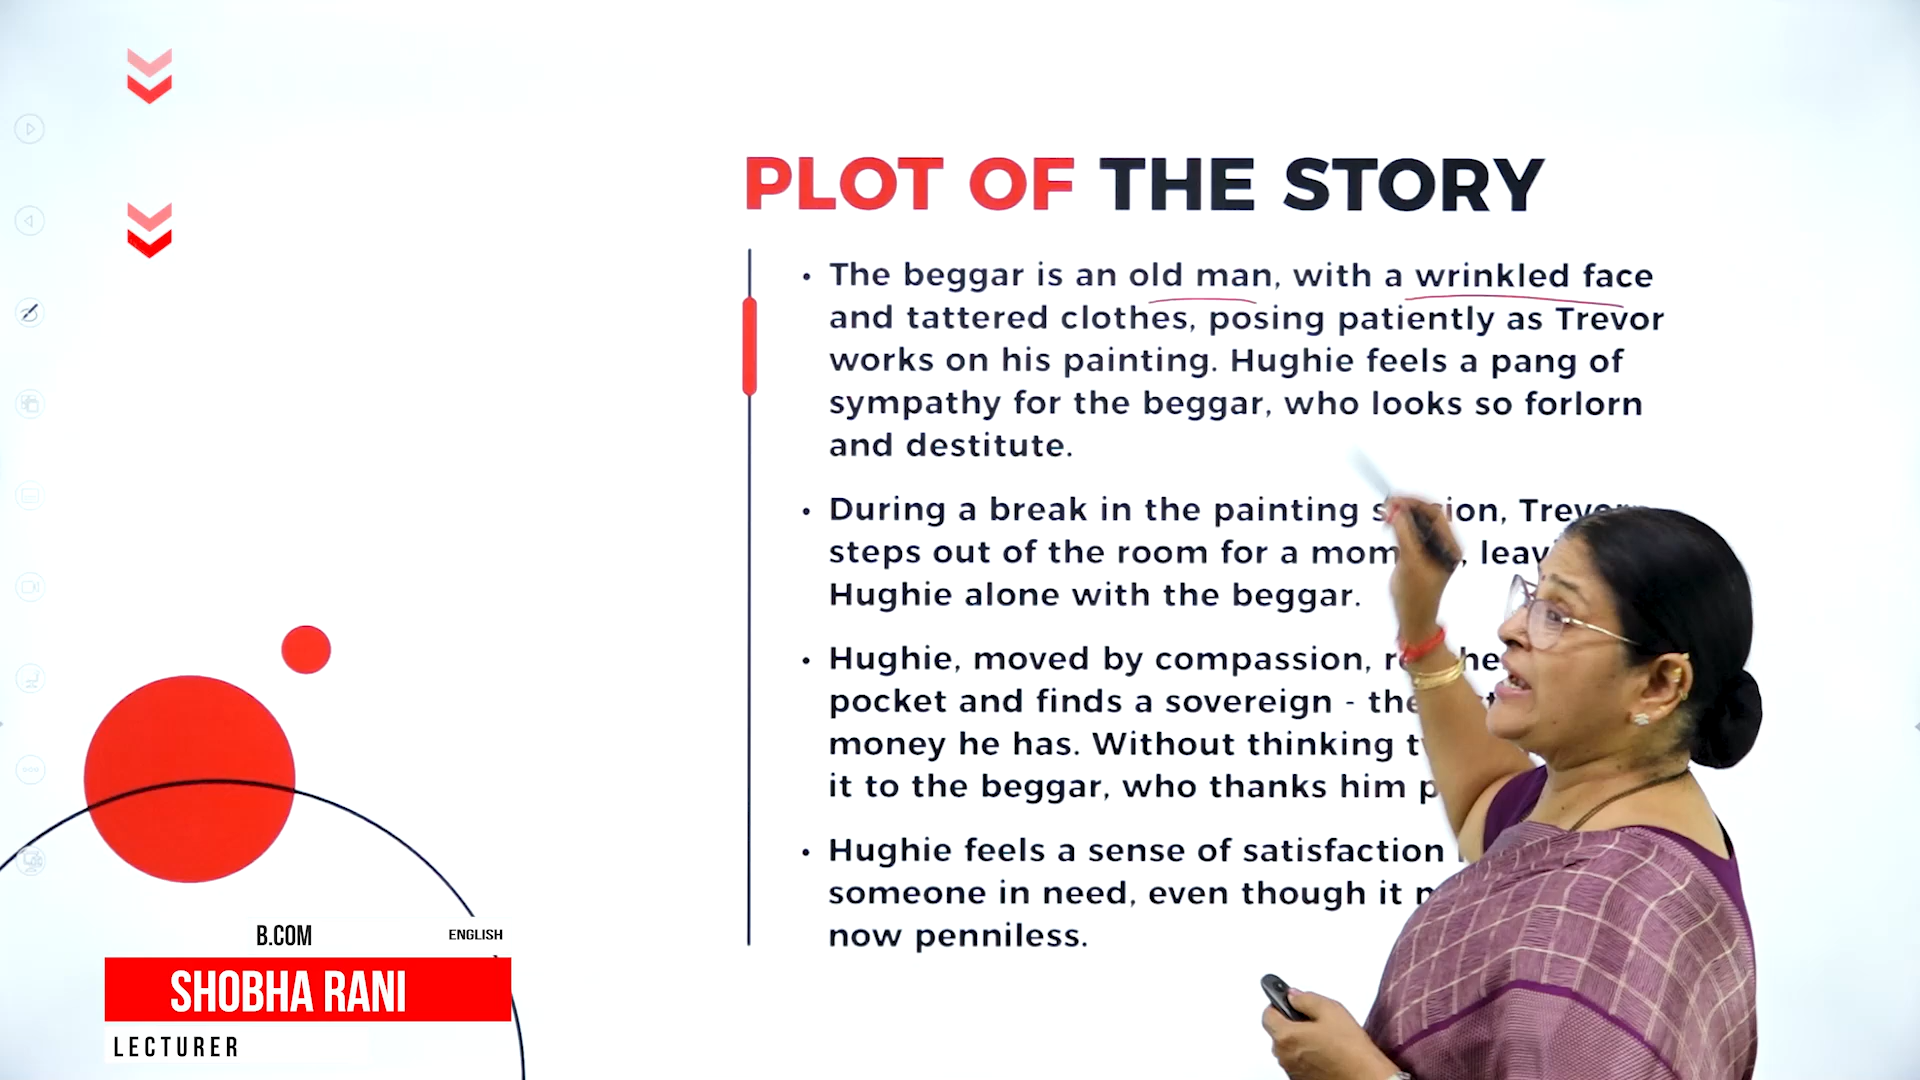 PLOT OF THE STORY
• The beggar is an old man, with a wrinkled face
and tattered clothes, posing patiently as Trevor
works on his painting. Hughie feels a pang of
sympathy for the beggar, who looks so forlorn
and destitute.
• During a break in the painting Trevor
steps out of the room for a
Hughie alone with the beggar.
• Hughie, moved by compassion,
pocket and finds a sovereign - the
money he has. Without thinking
it to the beggar, who thanks him
• Hughie feels a sense of satisfaction
someone in need, even though it
now penniless.
B.COM ENGLISH
SHOBHA RANI
LECTURER